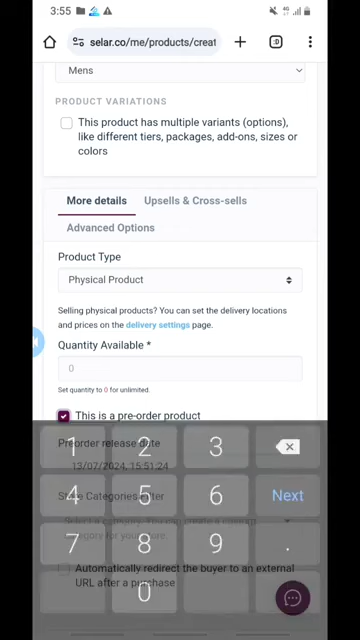 3:55
selar.co/me/products/creat
Mens
PRODUCT VARIATIONS
This product has multiple variants (options),
like different tiers, packages, add-ons, sizes or
colors
More details Upsells & Cross-sells
Advanced Options
Product Type
Physical Product
Selling physical products? You can set the delivery locations
and prices on the delivery settings page.
Quantity Available *
0
Set quantity to 0 for unlimited.
This is a pre-order product
Preorder release date
13/07/2024, 15:51:24
1 2 3
4 5 6 Next
7 8 9 .
Automatically redirect the buyer to an external
URL after a purchase
0